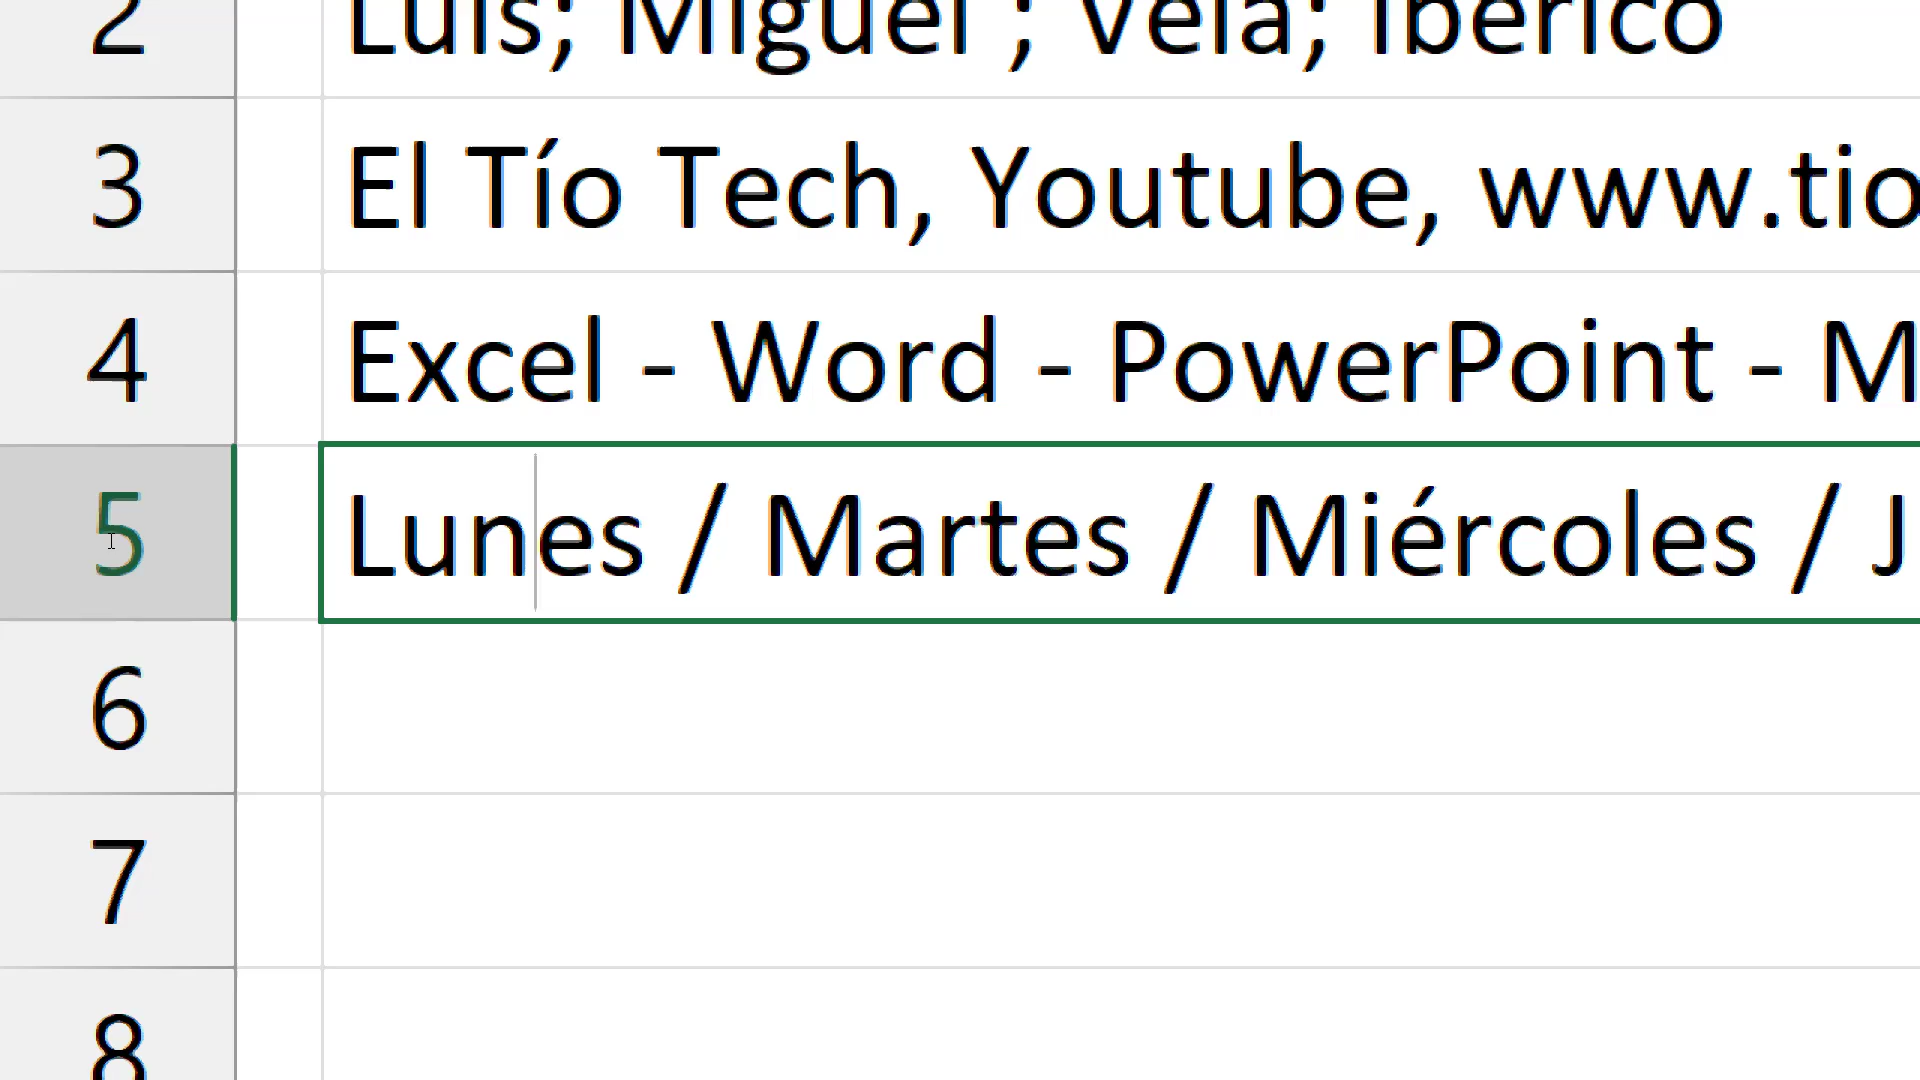 2 Luis; Miguel ; Vela; Ibérico
3 El Tío Tech, Youtube, www.tio
4 Excel - Word - PowerPoint - M
5 Lunes / Martes / Miércoles / J
6
7
8